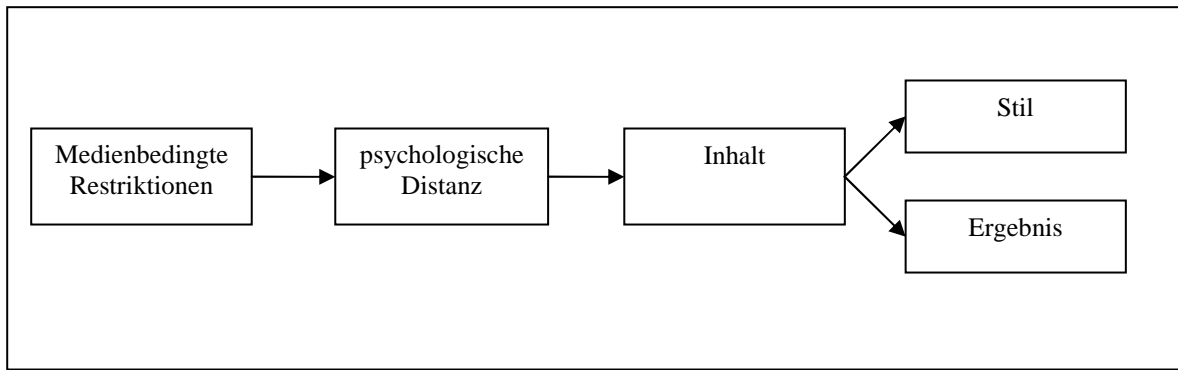 Medienbedingte
Restriktionen
psychologische
Distanz
Inhalt
Stil
Ergebnis